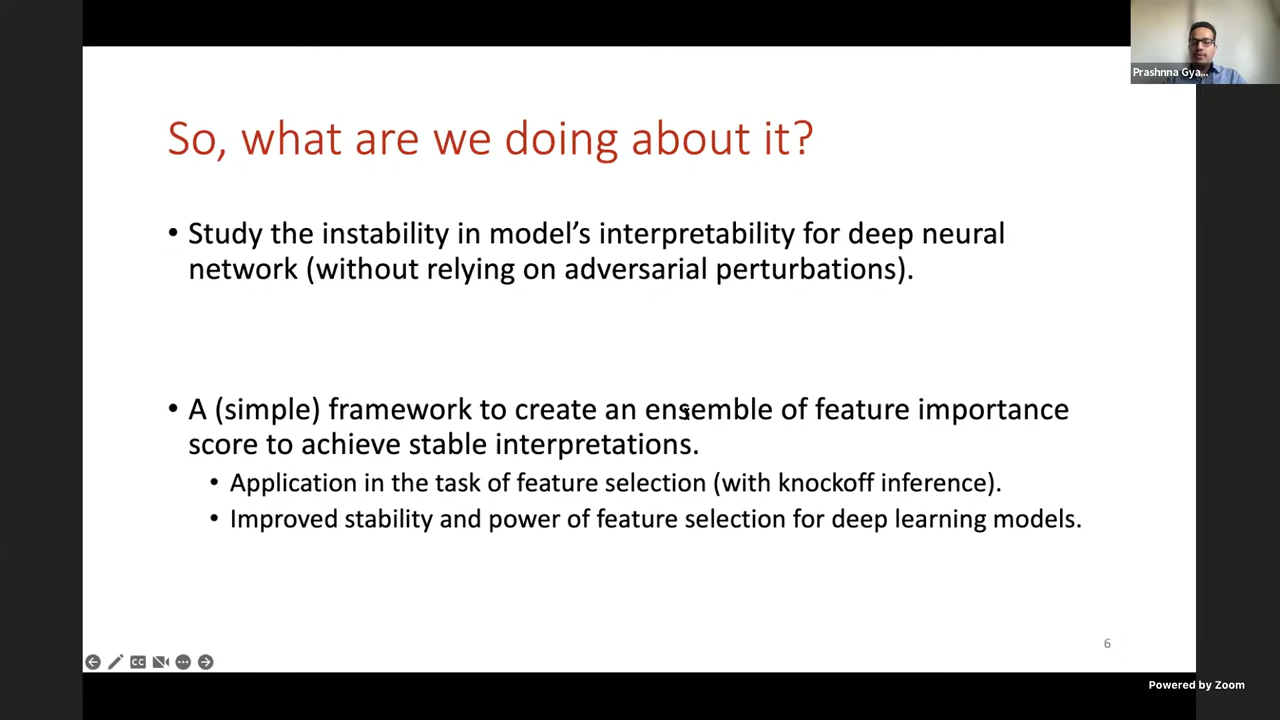 Prashnna Gya...
So, what are we doing about it?
• Study the instability in model’s interpretability for deep neural
network (without relying on adversarial perturbations).
• A (simple) framework to create an ensemble of feature importance
score to achieve stable interpretations.
• Application in the task of feature selection (with knockoff inference).
• Improved stability and power of feature selection for deep learning models.
6
CC
Powered by Zoom